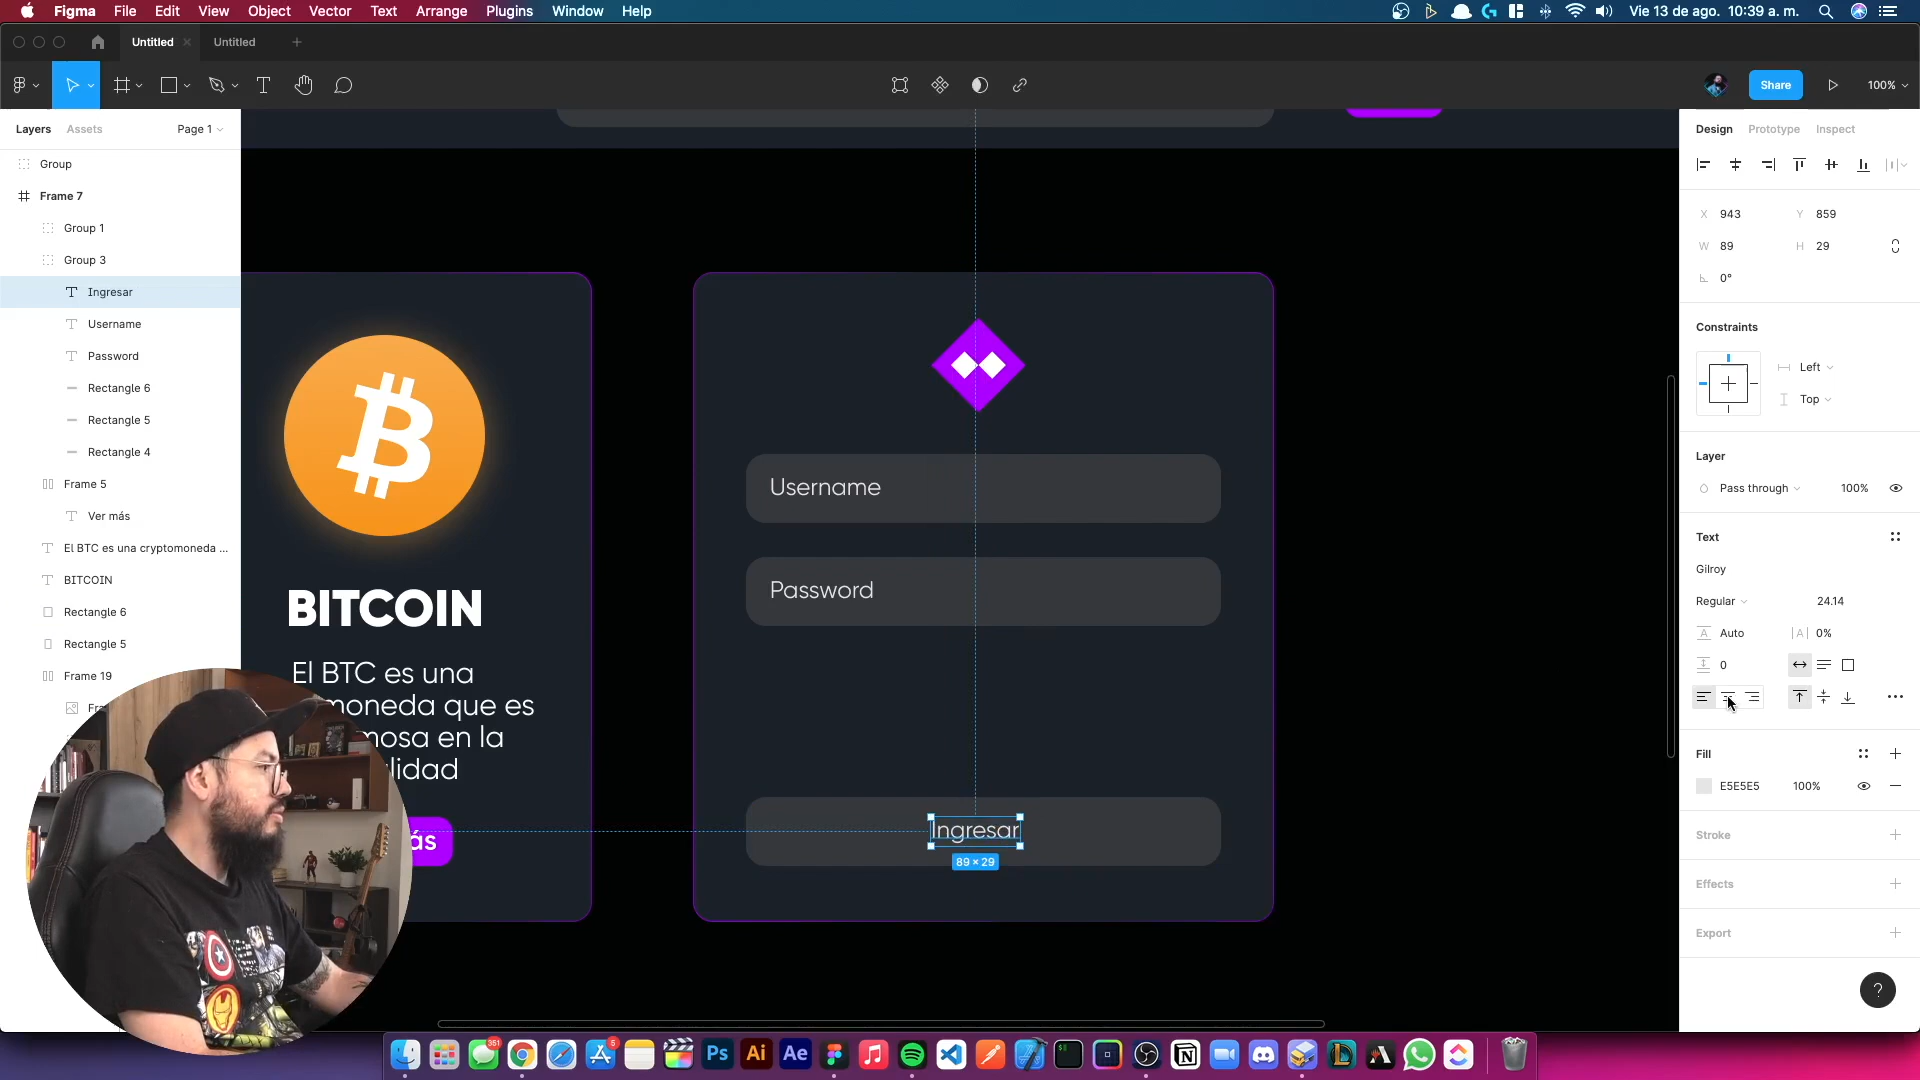 Figma File Edit View Object Vector Text Arrange Plugins Window Help
Vie 13 de ago. 10:39 a. m.
Untitled
Untitled
Share
100%
Layers
Assets
Page 1
Group
Frame 7
Group 1
Group 3
Ingresar
Username
Password
Rectangle 6
Rectangle 5
Rectangle 4
Frame 5
Ver más
El BTC es una cryptomoneda ...
BITCOIN
Rectangle 6
Rectangle 5
Frame 19
BITCOIN
El BTC es una
moneda que es
mosa en la
lidad
ás
Username
Password
Ingresar
89 × 29
Design
Prototype
Inspect
X 943
Y 859
W 89
H 29
0°
Constraints
Left
Top
Layer
Pass through
100%
Text
Gilroy
Regular
24.14
Auto
0%
0
Fill
E5E5E5
100%
Stroke
Effects
Export
?
351
5
Ps
Ai
Ae